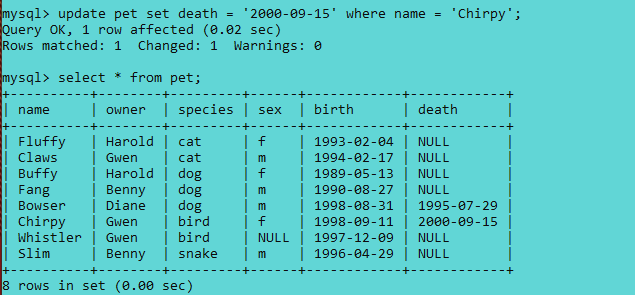 mysql> update pet set death = '2000-09-15' where name = 'Chirpy';
Query OK, 1 row affected (0.02 sec)
Rows matched: 1  Changed: 1  Warnings: 0

mysql> select * from pet;
+----------+--------+---------+------+------------+------------+
| name     | owner  | species | sex  | birth      | death      |
+----------+--------+---------+------+------------+------------+
| Fluffy   | Harold | cat     | f    | 1993-02-04 | NULL       |
| Claws    | Gwen   | cat     | m    | 1994-02-17 | NULL       |
| Buffy    | Harold | dog     | f    | 1989-05-13 | NULL       |
| Fang     | Benny  | dog     | m    | 1990-08-27 | NULL       |
| Bowser   | Diane  | dog     | m    | 1998-08-31 | 1995-07-29 |
| Chirpy   | Gwen   | bird    | f    | 1998-09-11 | 2000-09-15 |
| Whistler | Gwen   | bird    | NULL | 1997-12-09 | NULL       |
| Slim     | Benny  | snake   | m    | 1996-04-29 | NULL       |
+----------+--------+---------+------+------------+------------+
8 rows in set (0.00 sec)